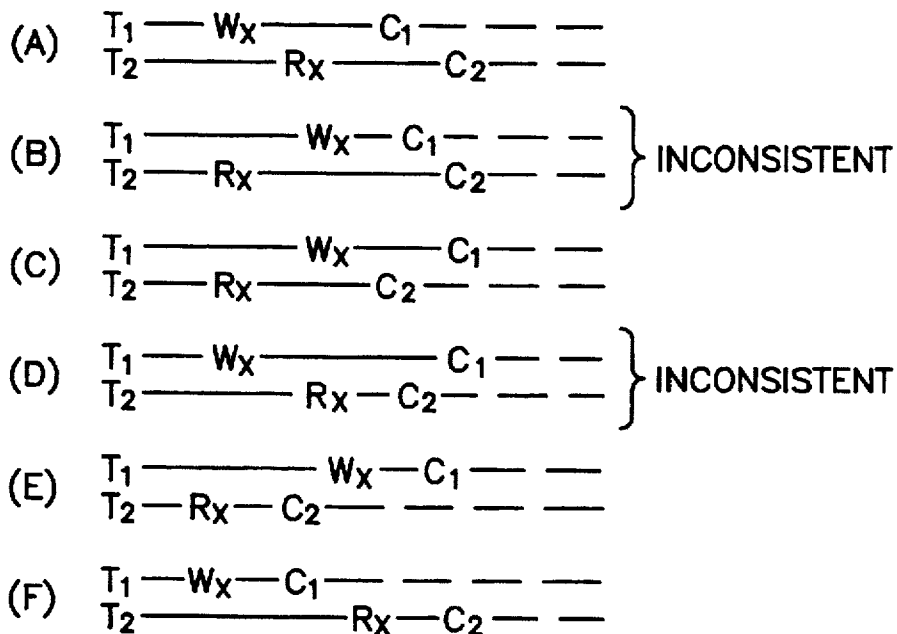 (A) T1 WX C1
T2 RX C2
(B) T1 WX C1
T2 RX C2
INCONSISTENT
(C) T1 WX C1
T2 RX C2
(D) T1 WX C1
T2 RX C2
INCONSISTENT
(E) T1 WX C1
T2 RX C2
(F) T1 WX C1
T2 RX C2